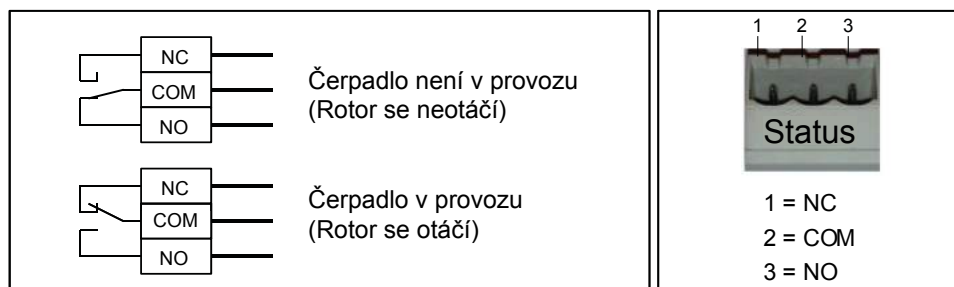 NC
COM
NO
Čerpadlo není v provozu
(Rotor se neotáčí)
NC
COM
NO
Čerpadlo v provozu
(Rotor se otáčí)
1 2 3
Status
1 = NC
2 = COM
3 = NO